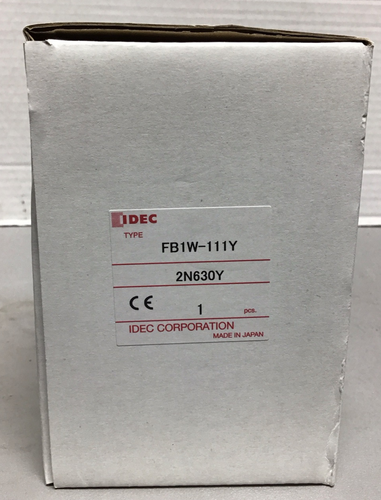 IDEC
TYPE
FB1W-111Y
2N630Y
CE 1 pcs.
IDEC CORPORATION
MADE IN JAPAN